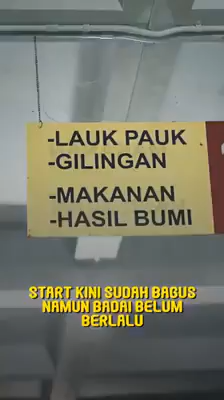 -LAUK PAUK
-GILINGAN
-MAKANAN
-HASIL BUMI
START KINI SUDAH BAGUS
NAMUN BADAI BELUM
BERLALU